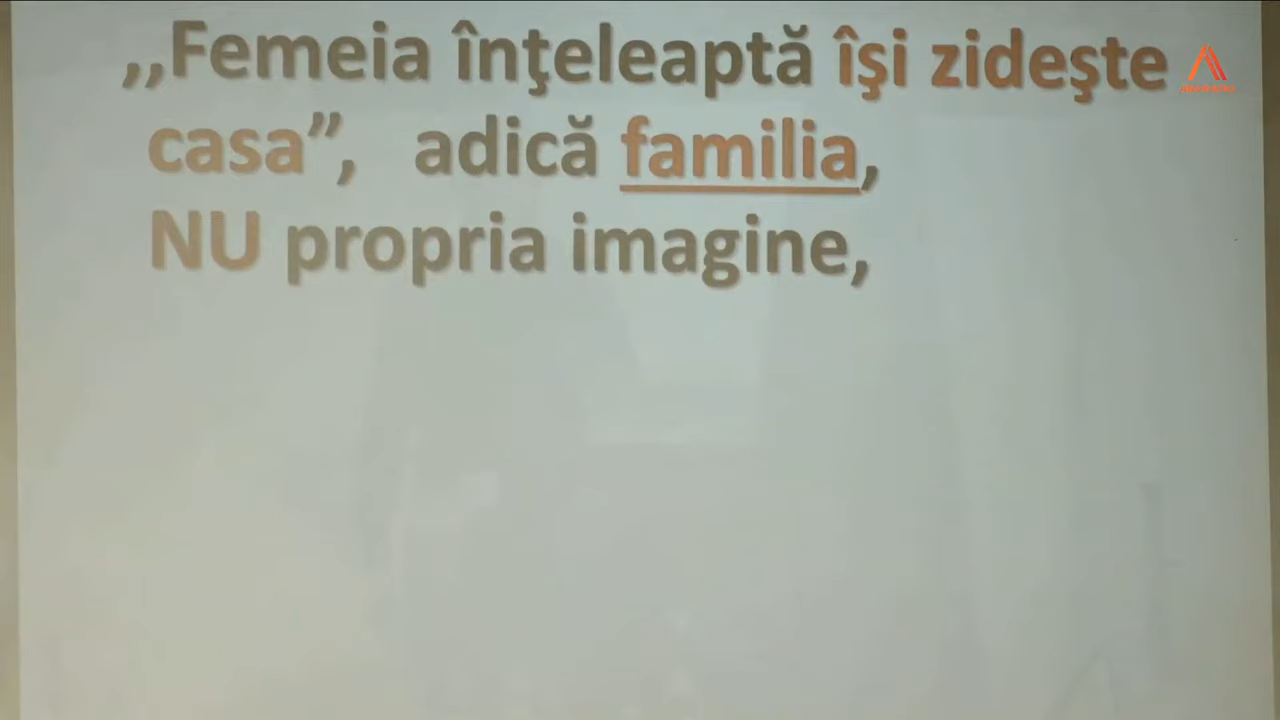 ,,Femeia înţeleaptă îşi zideşte
casa”, adică familia,
NU propria imagine,